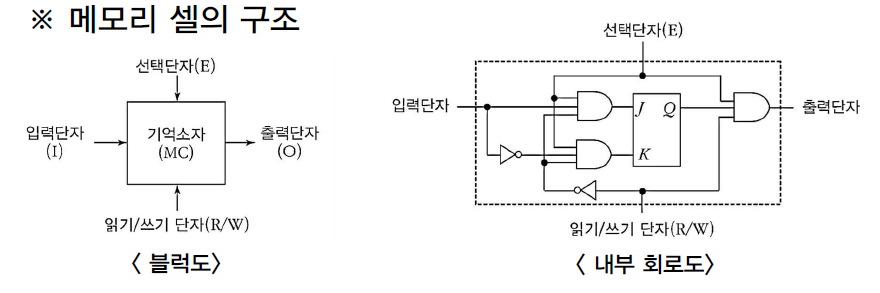 ※ 메모리 셀의 구조
선택단자(E)
입력단자
(I)
기억소자
(MC)
출력단자
(O)
읽기/쓰기 단자(R/W)
〈 블럭도〉
선택단자(E)
입력단자
J Q
K
출력단자
읽기/쓰기 단자(R/W)
〈 내부 회로도〉